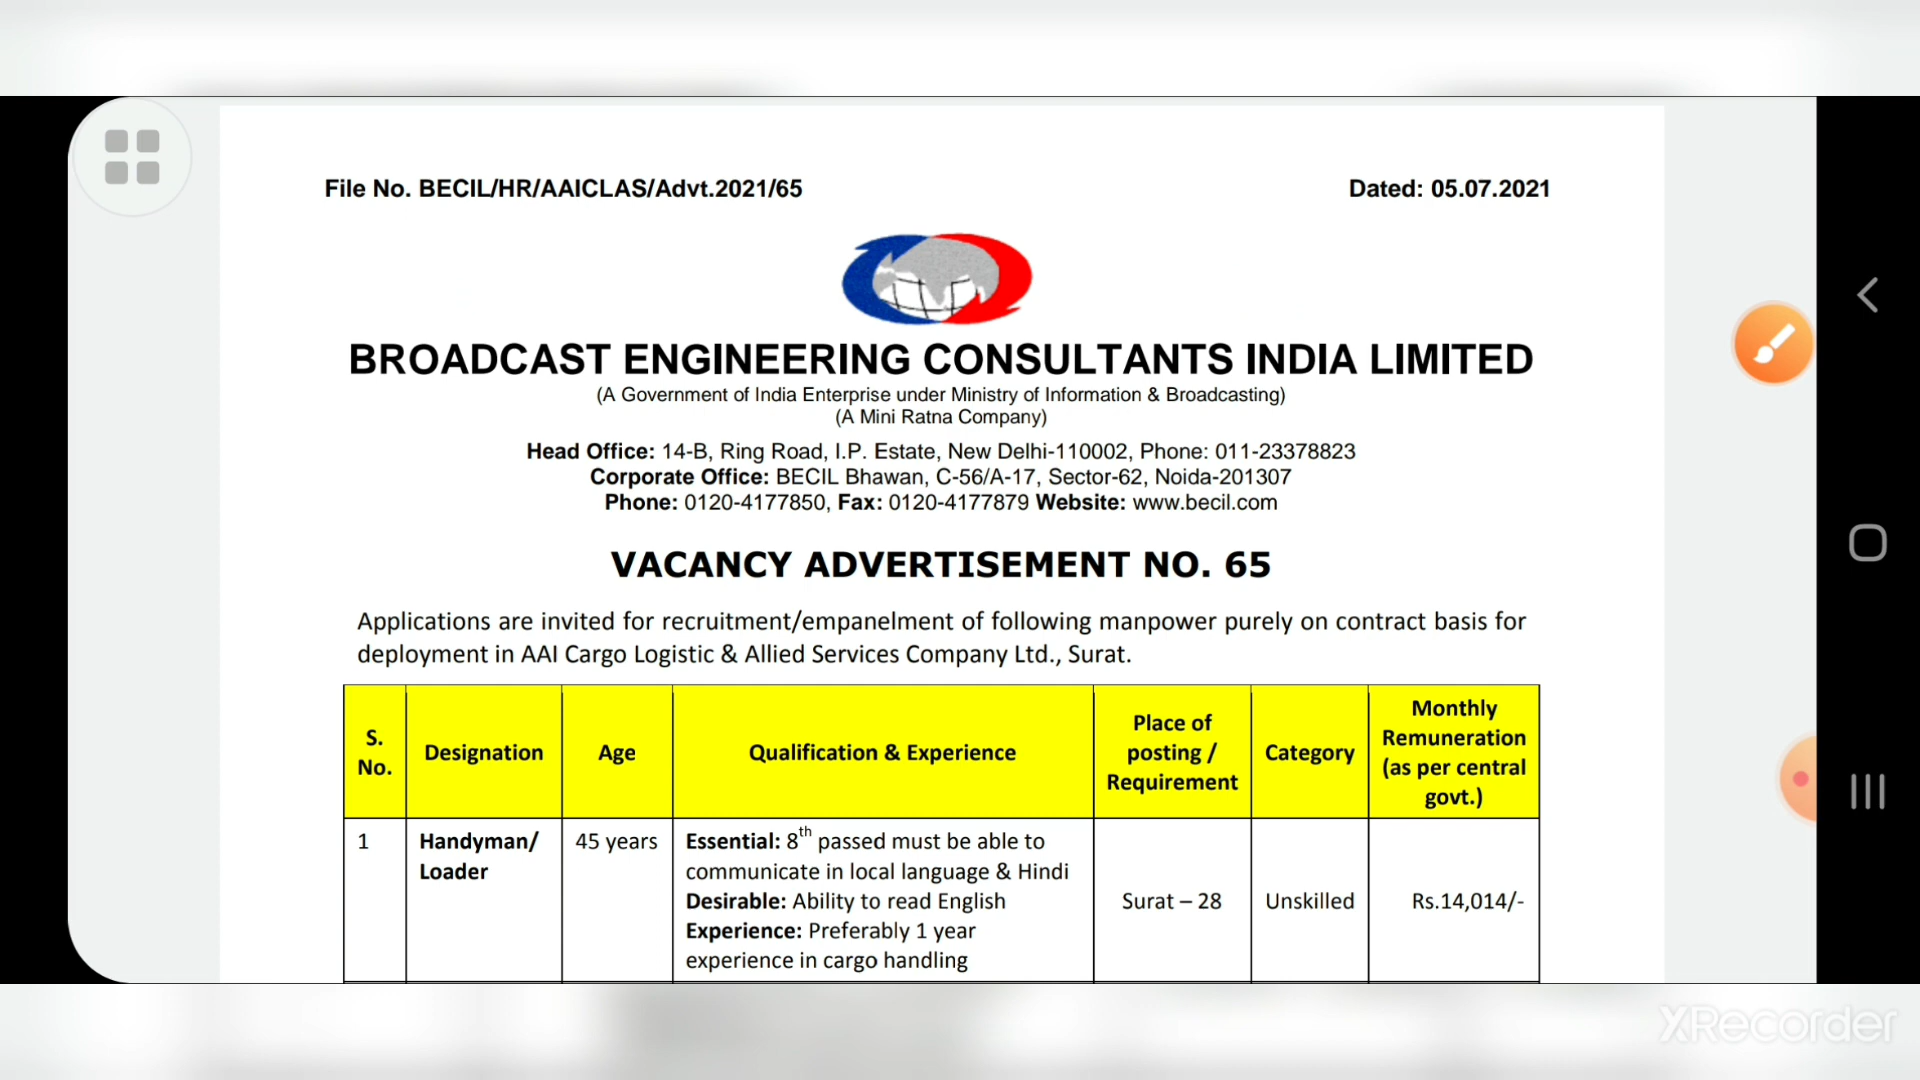 File No. BECIL/HR/AAICLAS/Advt.2021/65
Dated: 05.07.2021
BROADCAST ENGINEERING CONSULTANTS INDIA LIMITED
(A Government of India Enterprise under Ministry of Information & Broadcasting)
(A Mini Ratna Company)
Head Office: 14-B, Ring Road, I.P. Estate, New Delhi-110002, Phone: 011-23378823
Corporate Office: BECIL Bhawan, C-56/A-17, Sector-62, Noida-201307
Phone: 0120-4177850, Fax: 0120-4177879 Website: www.becil.com
VACANCY ADVERTISEMENT NO. 65
Applications are invited for recruitment/empanelment of following manpower purely on contract basis for
deployment in AAI Cargo Logistic & Allied Services Company Ltd., Surat.
S.
No.
Designation
Age
Qualification & Experience
Place of
posting /
Requirement
Category
Monthly
Remuneration
(as per central
govt.)
1
Handyman/
Loader
45 years
Essential: 8th passed must be able to
communicate in local language & Hindi
Desirable: Ability to read English
Experience: Preferably 1 year
experience in cargo handling
Surat – 28
Unskilled
Rs.14,014/-
XRecorder